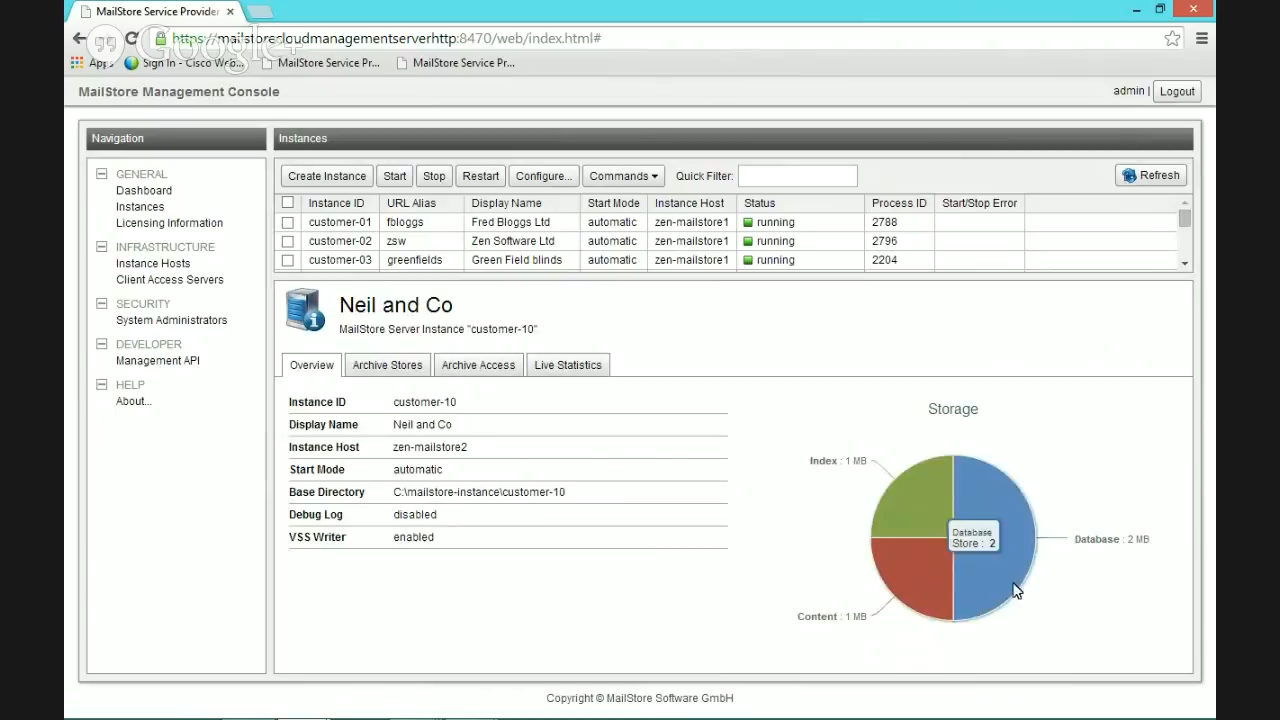 MailStore Service Provider
Google+
https://mailstorecloudmanagementserverhttp:8470/web/index.html#
Apps Sign In - Cisco Web... MailStore Service Pr... MailStore Service Pr...
MailStore Management Console
admin | Logout
Navigation
GENERAL
Dashboard
Instances
Licensing Information
INFRASTRUCTURE
Instance Hosts
Client Access Servers
SECURITY
System Administrators
DEVELOPER
Management API
HELP
About...
Instances
Create Instance Start Stop Restart Configure... Commands Quick Filter: Refresh
Instance ID URL Alias Display Name Start Mode Instance Host Status Process ID Start/Stop Error
customer-01 fbloggs Fred Bloggs Ltd automatic zen-mailstore1 running 2788
customer-02 zsw Zen Software Ltd automatic zen-mailstore1 running 2796
customer-03 greenfields Green Field blinds automatic zen-mailstore1 running 2204
Neil and Co
MailStore Server Instance "customer-10"
Overview Archive Stores Archive Access Live Statistics
Instance ID customer-10
Display Name Neil and Co
Instance Host zen-mailstore2
Start Mode automatic
Base Directory C:\mailstore-instance\customer-10
Debug Log disabled
VSS Writer enabled
Storage
Index : 1 MB
Database
Store : 2
Database : 2 MB
Content : 1 MB
Copyright © MailStore Software GmbH